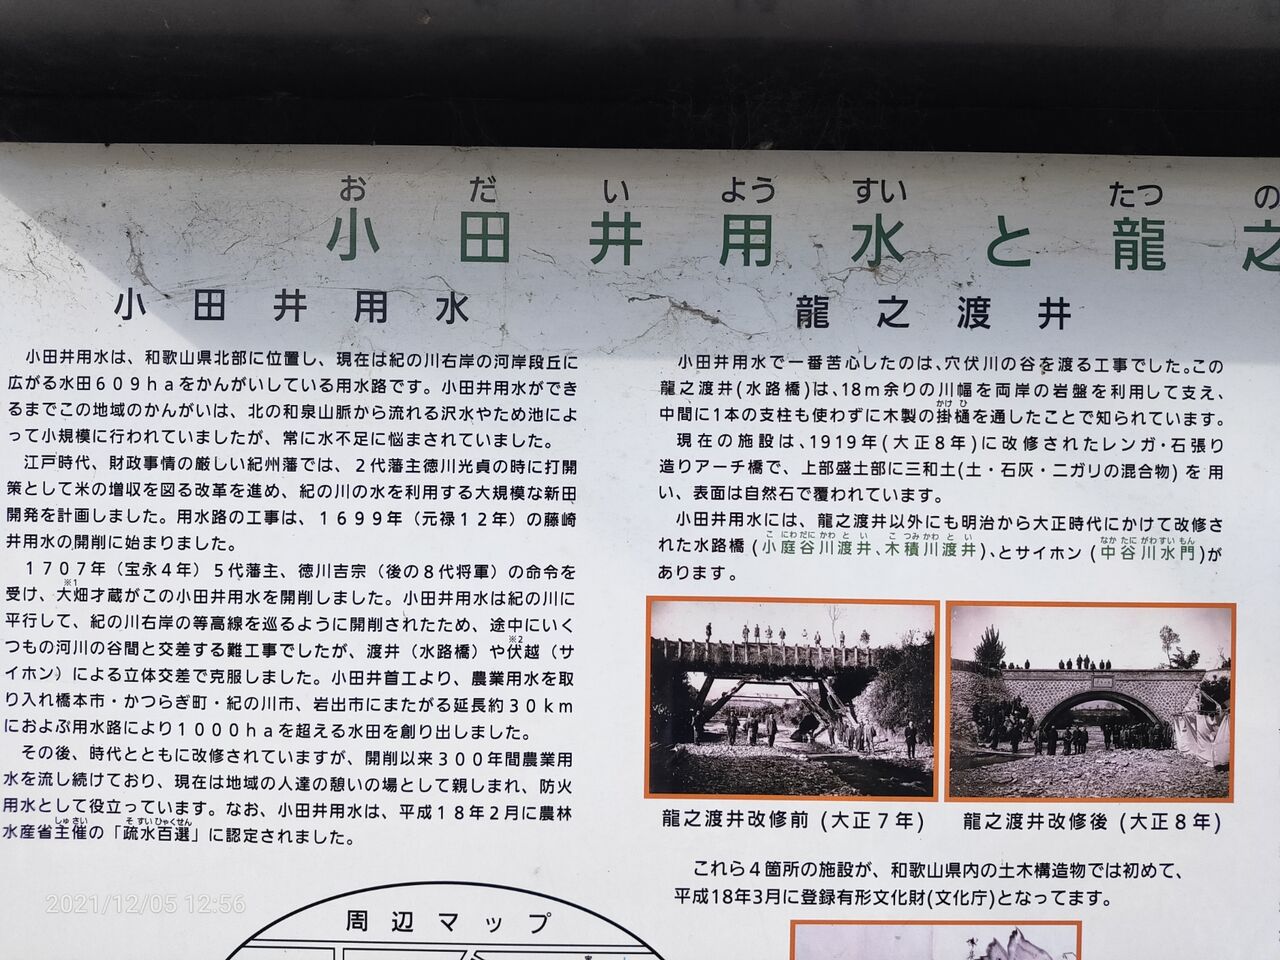 お だ い よう すい たつ の
小田井用水と龍之
小田井用水
小田井用水は、和歌山県北部に位置し、現在は紀の川右岸の河岸段丘に
広がる水田609haをかんがいしている用水路です。小田井用水ができ
るまでこの地域のかんがいは、北の和泉山脈から流れる沢水やため池によ
って小規模に行われていましたが、常に水不足に悩まされていました。
江戸時代、財政事情の厳しい紀州藩では、2代藩主徳川光貞の時に打開
策として米の増収を図る改革を進め、紀の川の水を利用する大規模な新田
開発を計画しました。用水路の工事は、1699年（元禄12年）の藤崎
井用水の開削に始まりました。
1707年（宝永4年）5代藩主、徳川吉宗（後の8代将軍）の命令を
※1
受け、大畑才蔵がこの小田井用水を開削しました。小田井用水は紀の川に
平行して、紀の川右岸の等高線を巡るように開削されたため、途中にいく
※2
つもの河川の谷間と交差する難工事でしたが、渡井（水路橋）や伏越（サ
イホン）による立体交差で克服しました。小田井首工より、農業用水を取
り入れ橋本市・かつらぎ町・紀の川市、岩出市にまたがる延長約30km
におよぶ用水路により1000haを超える水田を創り出しました。
その後、時代とともに改修されていますが、開削以来300年間農業用
水を流し続けており、現在は地域の人達の憩いの場として親しまれ、防火
用水として役立っています。なお、小田井用水は、平成18年2月に農林
しゅさい そすいひゃくせん
水産省主催の「疏水百選」に認定されました。
龍之渡井
小田井用水で一番苦心したのは、穴伏川の谷を渡る工事でした。この
龍之渡井(水路橋)は、18m余りの川幅を両岸の岩盤を利用して支え、
かけ ひ
中間に1本の支柱も使わずに木製の掛樋を通したことで知られています。
現在の施設は、1919年(大正8年)に改修されたレンガ・石張り
造りアーチ橋で、上部盛土部に三和土(土・石灰・ニガリの混合物)を用
い、表面は自然石で覆われています。
小田井用水には、龍之渡井以外にも明治から大正時代にかけて改修さ
こ にわ だに かわ と い こ つみ かわ と い なか たに がわ すい もん
れた水路橋（小庭谷川渡井、木積川渡井）、とサイホン（中谷川水門)が
あります。
龍之渡井改修前 (大正7年)
龍之渡井改修後 (大正8年)
これら4箇所の施設が、和歌山県内の土木構造物では初めて、
平成18年3月に登録有形文化財(文化庁)となってます。
周辺マップ
2021/12/05 12:56